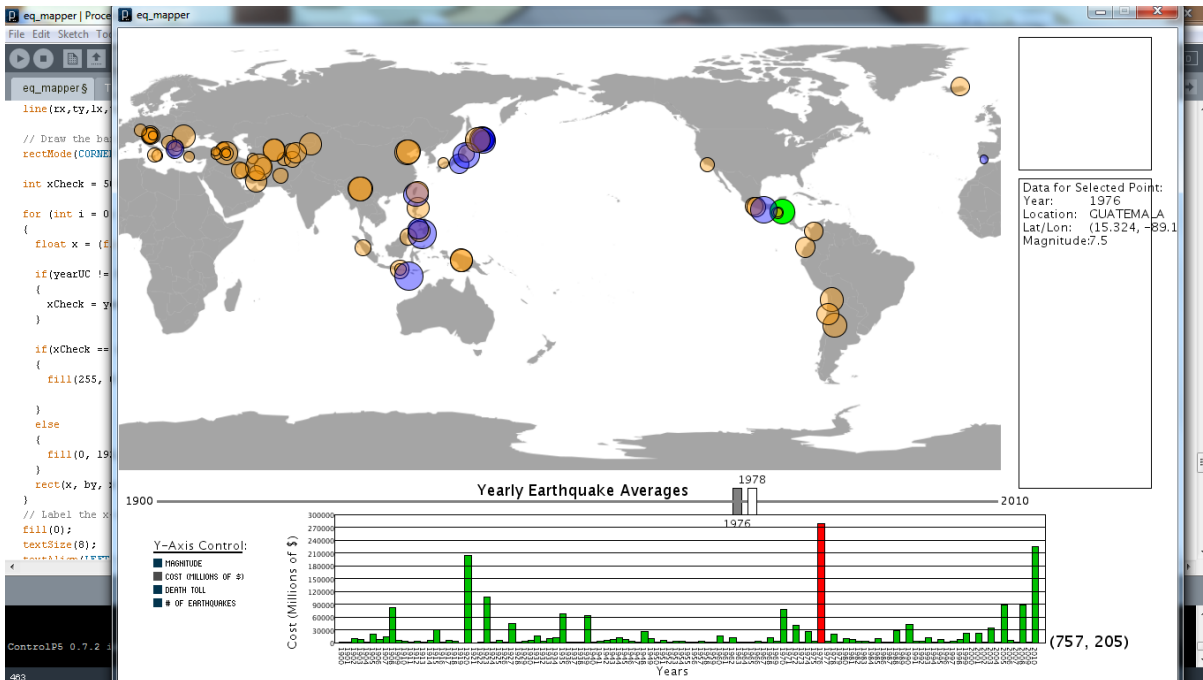 eq_mapper | Proce
File Edit Sketch Too
eq_mapper §
line(rx,ty,lx,
// Draw the ba
rectMode(CORNE
int xCheck = 5
for (int i = 0
{
float x = (f
if(yearUC !=
{
xCheck = y
}
if(xCheck ==
{
fill(255,
}
else
{
fill(0, 19
}
rect(x, by,
}
// Label the x
fill(0);
textSize(8);
textAlign(LEFT
ControlP5 0.7.2 i
463
eq_mapper
Data for Selected Point:
Year: 1976
Location: GUATEMALA
Lat/Lon: (15.324, -89.1
Magnitude:7.5
1978
Yearly Earthquake Averages
1900
2010
1976
Y-Axis Control:
MAGNITUDE
COST (MILLIONS OF $)
DEATH TOLL
# OF EARTHQUAKES
Cost (Millions of $)
300000
270000
240000
210000
180000
150000
120000
90000
60000
30000
0
Years
(757, 205)